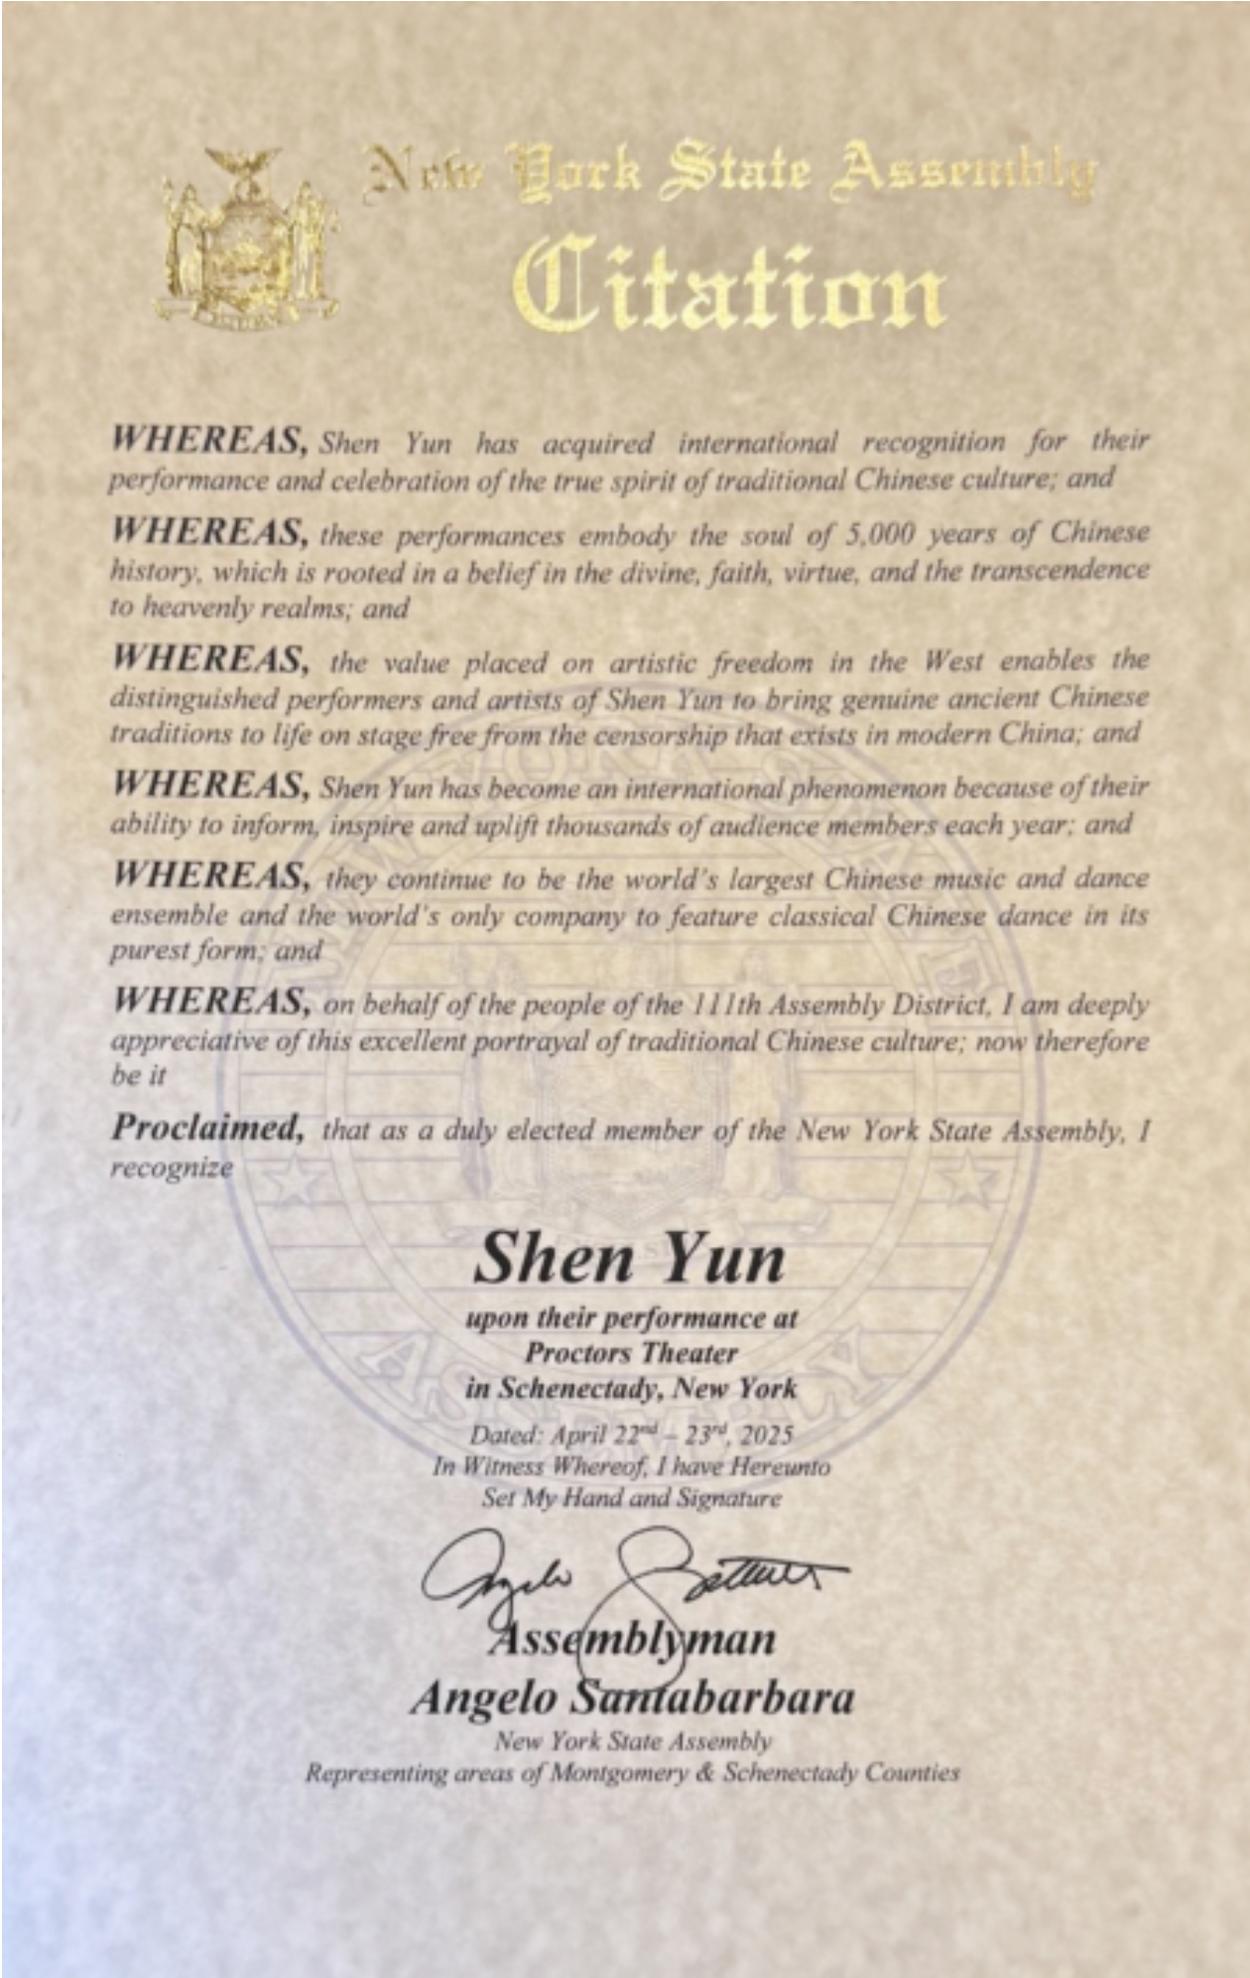 New York State Assembly
Citation
WHEREAS, Shen Yun has acquired international recognition for their
performance and celebration of the true spirit of traditional Chinese culture; and
WHEREAS, these performances embody the soul of 5,000 years of Chinese
history, which is rooted in a belief in the divine, faith, virtue, and the transcendence
to heavenly realms; and
WHEREAS, the value placed on artistic freedom in the West enables the
distinguished performers and artists of Shen Yun to bring genuine ancient Chinese
traditions to life on stage free from the censorship that exists in modern China; and
WHEREAS, Shen Yun has become an international phenomenon because of their
ability to inform, inspire and uplift thousands of audience members each year; and
WHEREAS, they continue to be the world's largest Chinese music and dance
ensemble and the world's only company to feature classical Chinese dance in its
purest form; and
WHEREAS, on behalf of the people of the 111th Assembly District, I am deeply
appreciative of this excellent portrayal of traditional Chinese culture; now therefore
be it
Proclaimed, that as a duly elected member of the New York State Assembly, I
recognize
Shen Yun
upon their performance at
Proctors Theater
in Schenectady, New York
Dated: April 22nd – 23rd, 2025
In Witness Whereof, I have Hereunto
Set My Hand and Signature
Assemblyman
Angelo Santabarbara
New York State Assembly
Representing areas of Montgomery & Schenectady Counties